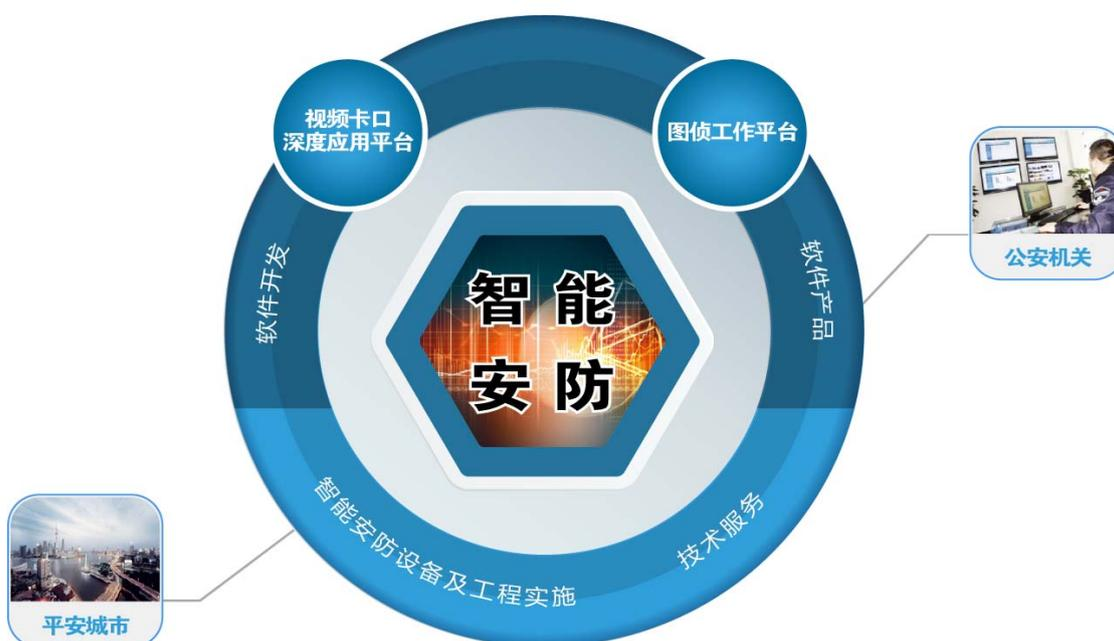 视频卡口
深度应用平台
图侦工作平台
公安机关
软件开发
软件产品
智能
安防
智能安防设备及工程实施
技术服务
平安城市